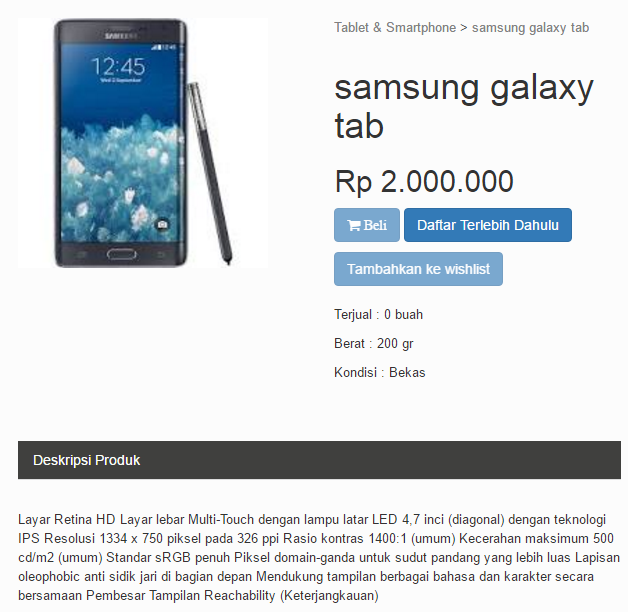 SAMSUNG
12:45
Tablet & Smartphone > samsung galaxy tab
samsung galaxy
tab
Rp 2.000.000
Beli
Daftar Terlebih Dahulu
Tambahkan ke wishlist
Terjual : 0 buah
Berat : 200 gr
Kondisi : Bekas
Deskripsi Produk
Layar Retina HD Layar lebar Multi-Touch dengan lampu latar LED 4,7 inci (diagonal) dengan teknologi
IPS Resolusi 1334 x 750 piksel pada 326 ppi Rasio kontras 1400:1 (umum) Kecerahan maksimum 500
cd/m2 (umum) Standar sRGB penuh Piksel domain-ganda untuk sudut pandang yang lebih luas Lapisan
oleophobic anti sidik jari di bagian depan Mendukung tampilan berbagai bahasa dan karakter secara
bersamaan Pembesar Tampilan Reachability (Keterjangkauan)